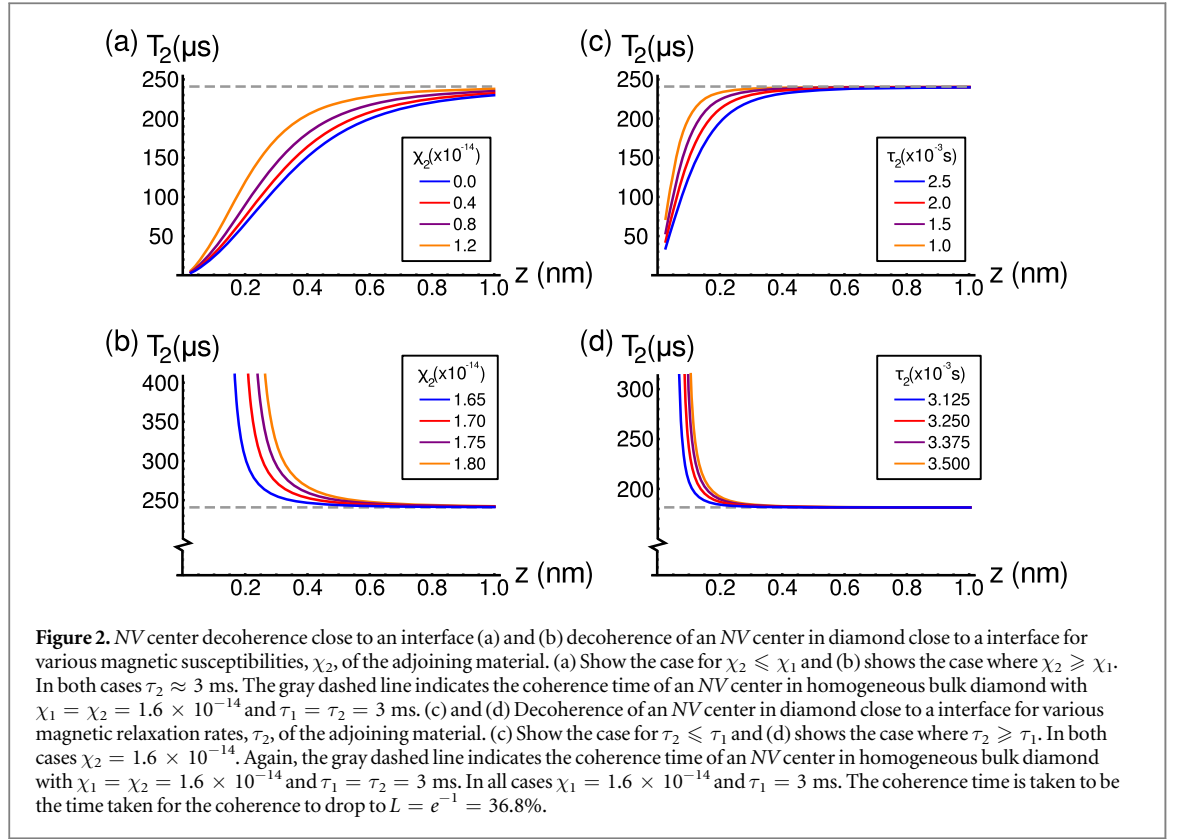 (a) T₂(μs)
250
200
150
100
50
0.2 0.4 0.6 0.8 1.0 z (nm)
χ₂(x10⁻¹⁴)
0.0
0.4
0.8
1.2
(c) T₂(μs)
250
200
150
100
50
0.2 0.4 0.6 0.8 1.0 z (nm)
τ₂(x10⁻³s)
2.5
2.0
1.5
1.0
(b) T₂(μs)
400
350
300
250
0.2 0.4 0.6 0.8 1.0 z (nm)
χ₂(x10⁻¹⁴)
1.65
1.70
1.75
1.80
(d) T₂(μs)
300
250
200
0.2 0.4 0.6 0.8 1.0 z (nm)
τ₂(x10⁻³s)
3.125
3.250
3.375
3.500
Figure 2. NV center decoherence close to an interface (a) and (b) decoherence of an NV center in diamond close to a interface for
various magnetic susceptibilities, χ₂, of the adjoining material. (a) Show the case for χ₂ ⩽ χ₁ and (b) shows the case where χ₂ ⩾ χ₁.
In both cases τ₂ ≈ 3 ms. The gray dashed line indicates the coherence time of an NV center in homogeneous bulk diamond with
χ₁ = χ₂ = 1.6 × 10⁻¹⁴ and τ₁ = τ₂ = 3 ms. (c) and (d) Decoherence of an NV center in diamond close to a interface for various
magnetic relaxation rates, τ₂, of the adjoining material. (c) Show the case for τ₂ ⩽ τ₁ and (d) shows the case where τ₂ ⩾ τ₁. In both
cases χ₂ = 1.6 × 10⁻¹⁴. Again, the gray dashed line indicates the coherence time of an NV center in homogeneous bulk diamond
with χ₁ = χ₂ = 1.6 × 10⁻¹⁴ and τ₁ = τ₂ = 3 ms. In all cases χ₁ = 1.6 × 10⁻¹⁴ and τ₁ = 3 ms. The coherence time is taken to be
the time taken for the coherence to drop to L = e⁻¹ = 36.8%.